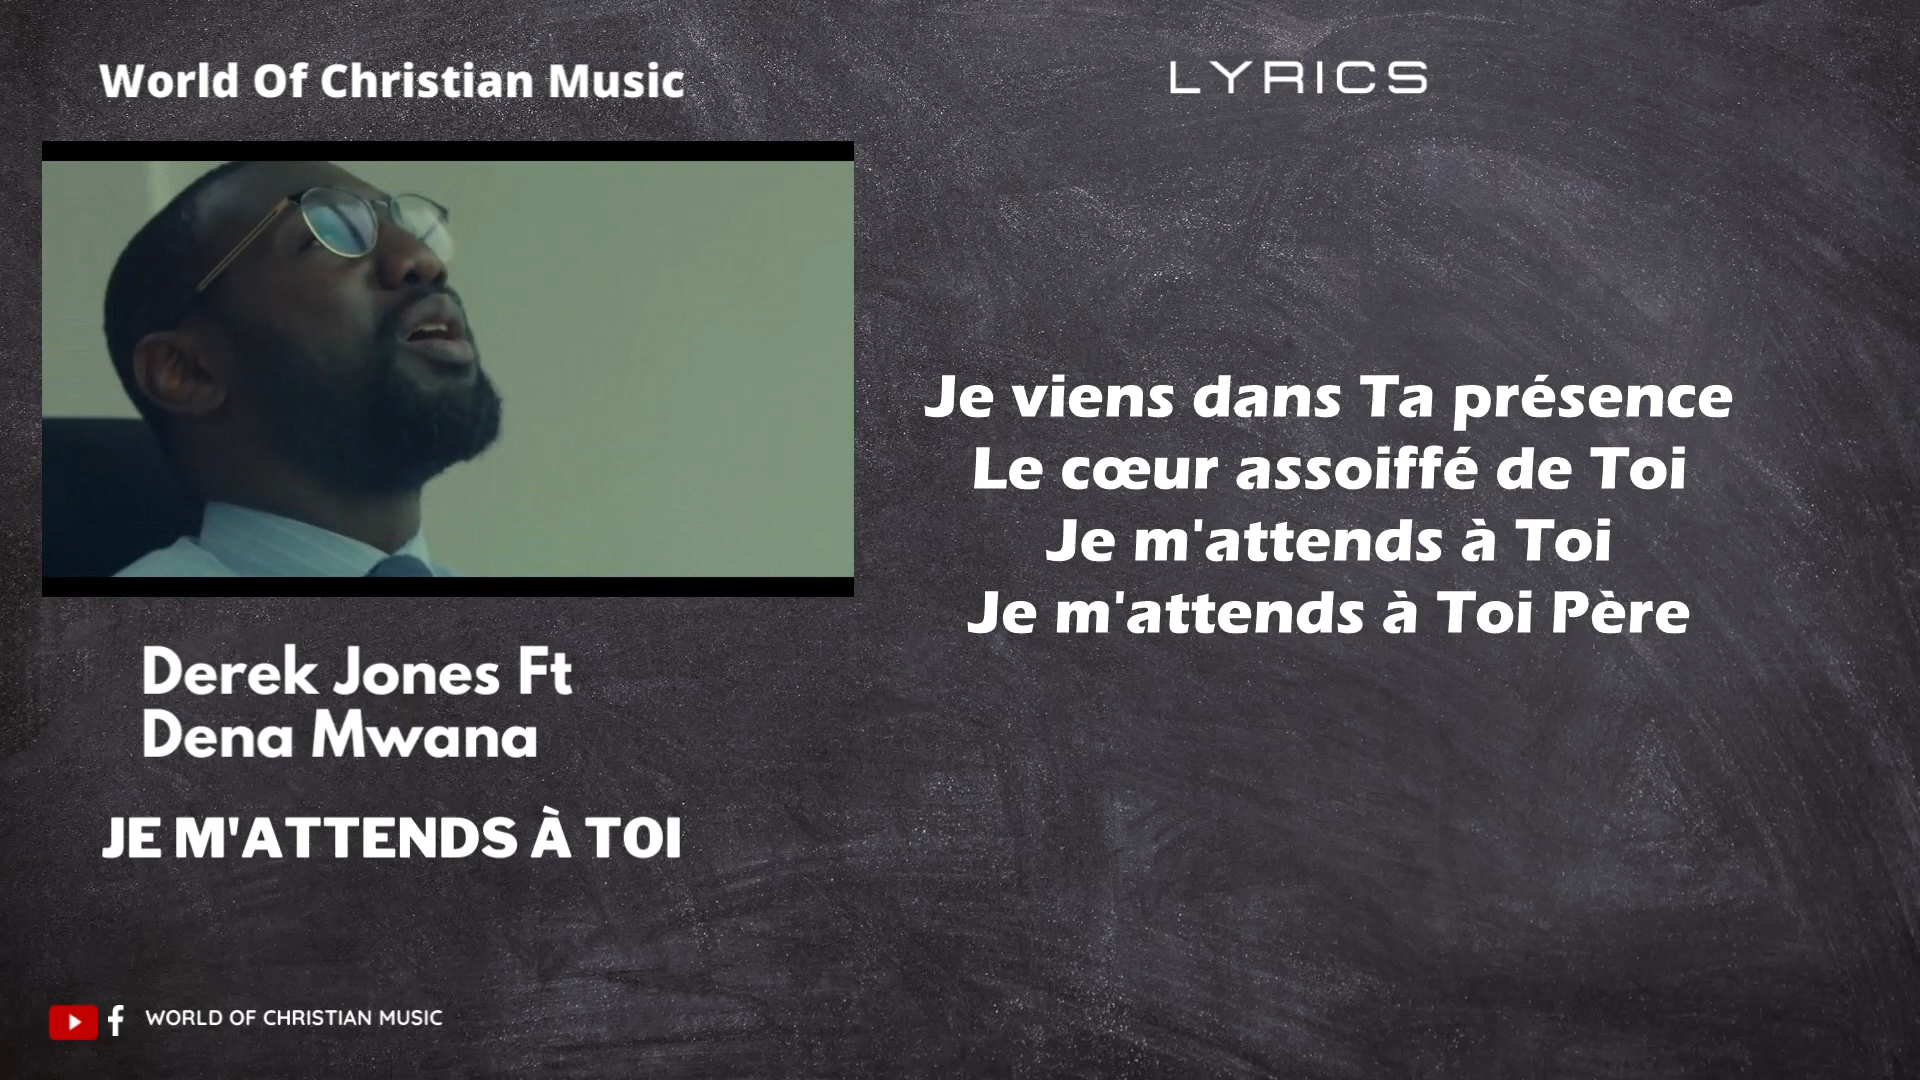 World Of Christian Music
LYRICS
Je viens dans Ta présence
Le cœur assoiffé de Toi
Je m'attends à Toi
Je m'attends à Toi Père
Derek Jones Ft
Dena Mwana
JE M'ATTENDS À TOI
WORLD OF CHRISTIAN MUSIC